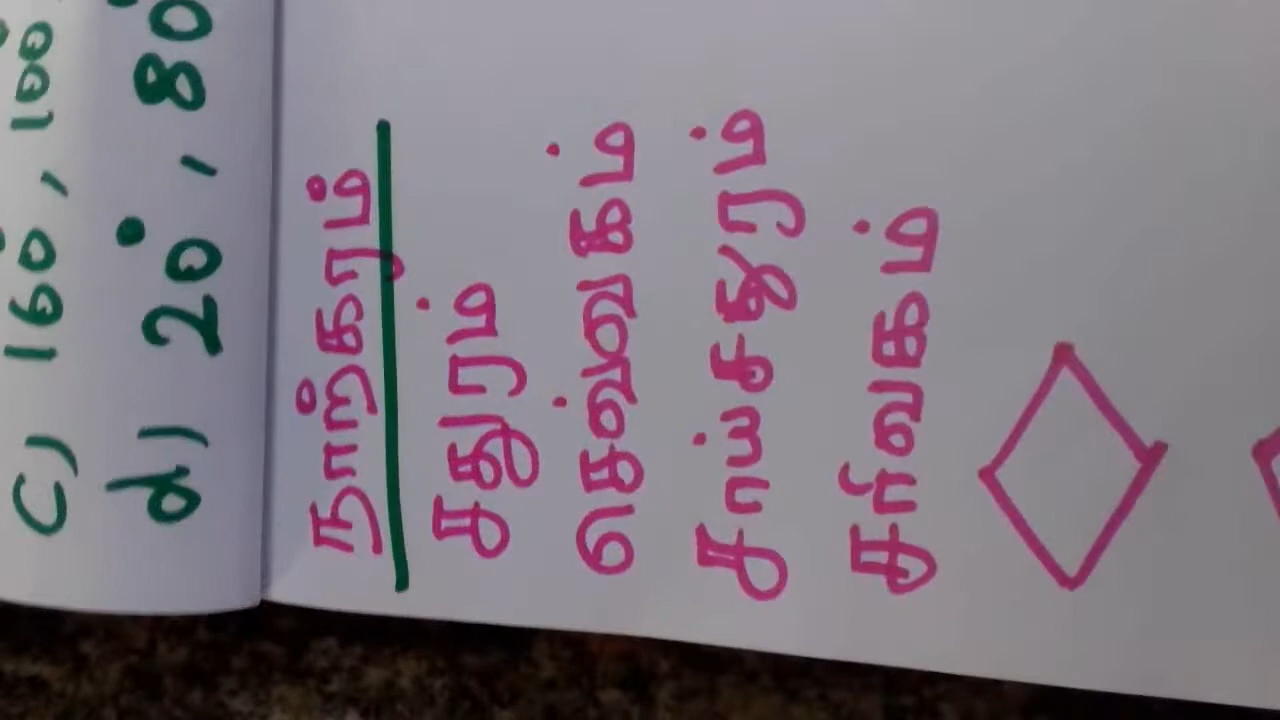 c) 160, 100
d) 20°, 80
நாற்கரம்
சதுரம்
செவ்வகம்
சாய்சதுரம்
சரிவகம்